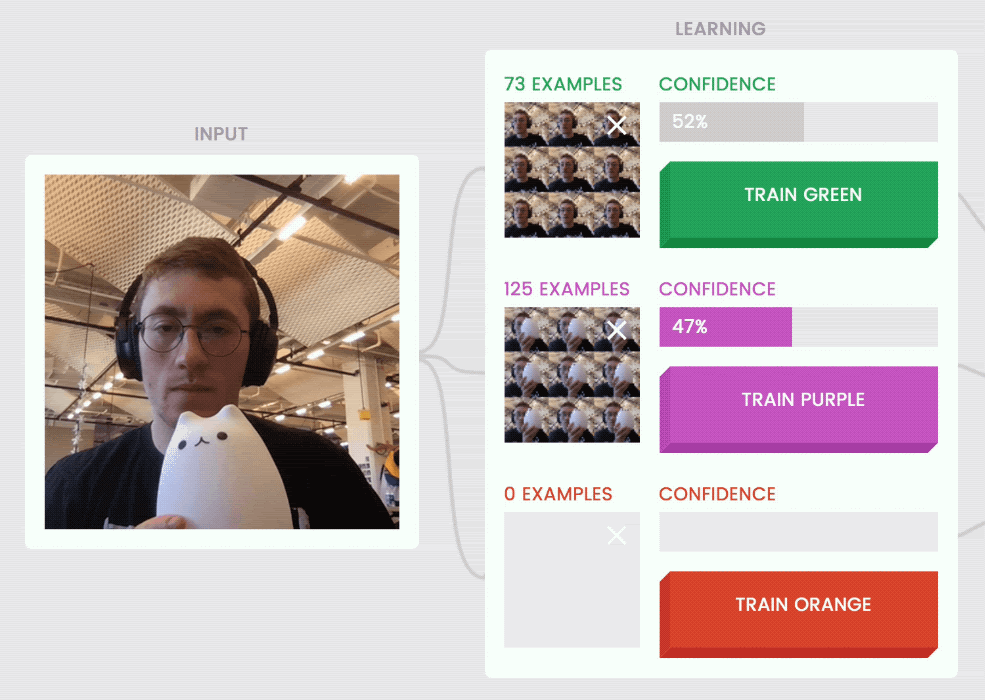 LEARNING
INPUT
73 EXAMPLES
CONFIDENCE
52%
TRAIN GREEN
125 EXAMPLES
CONFIDENCE
47%
TRAIN PURPLE
0 EXAMPLES
CONFIDENCE
TRAIN ORANGE